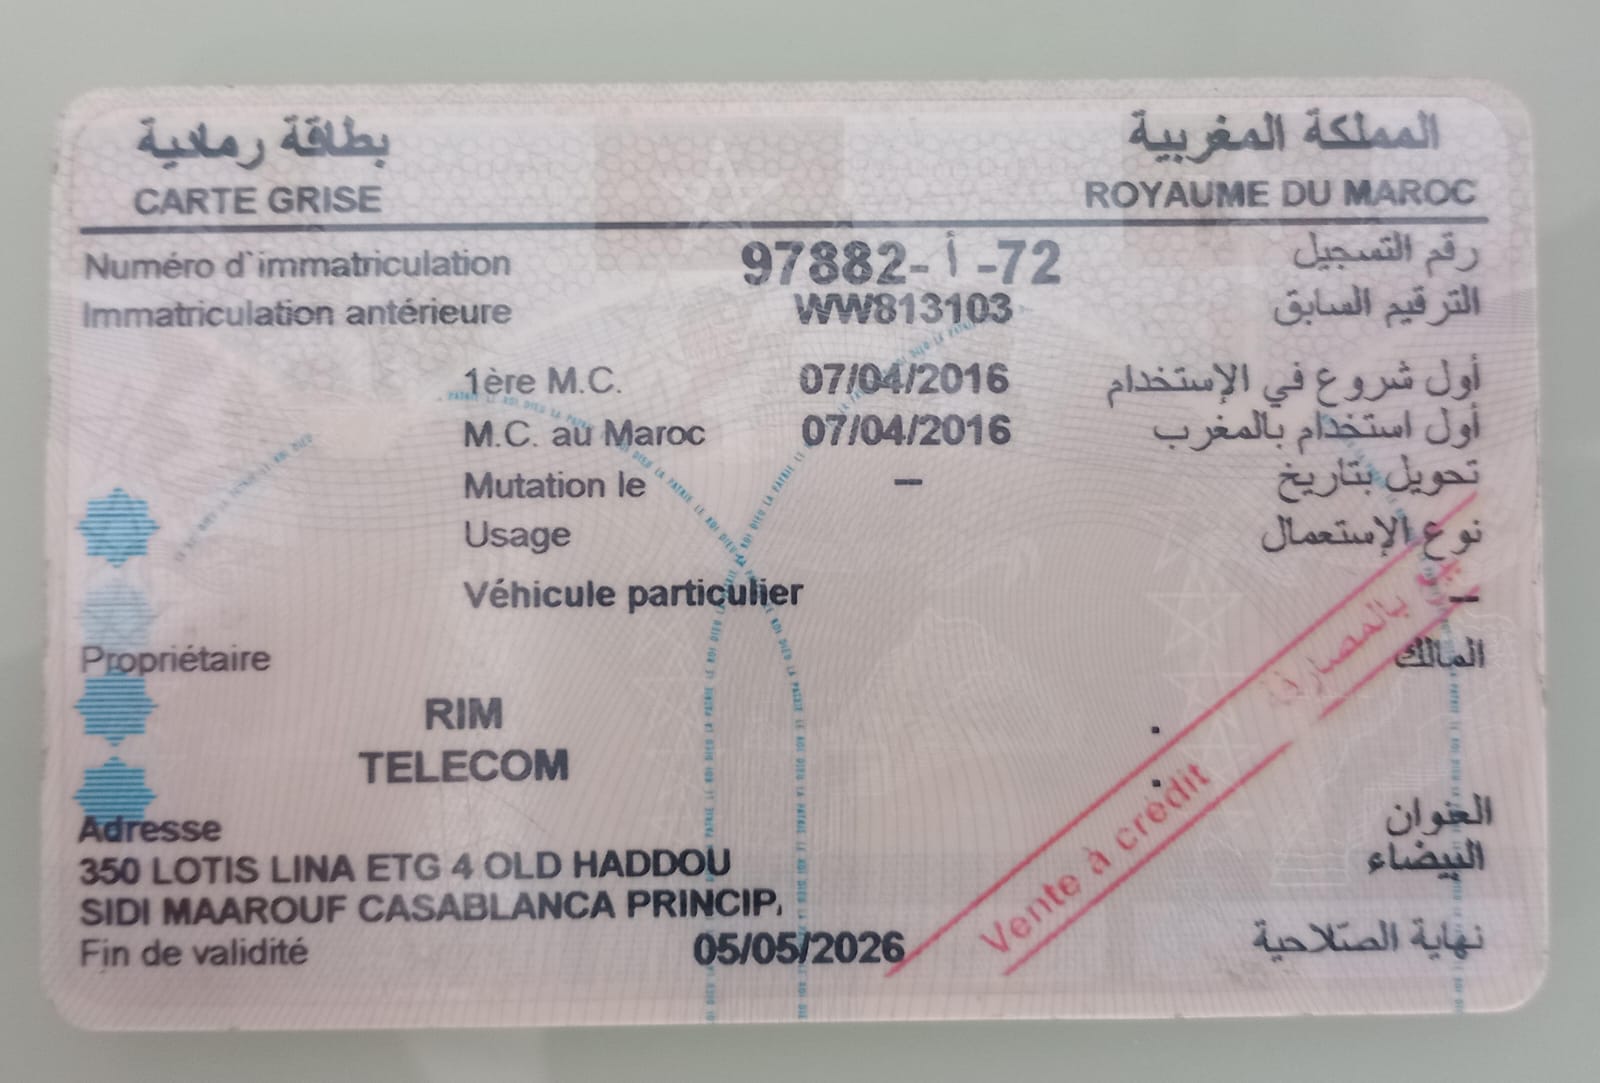 بطاقة رمادية المملكة المغربية
CARTE GRISE ROYAUME DU MAROC
Numéro d`immatriculation 97882- أ -72 رقم التسجيل
Immatriculation antérieure WW813103 الترقيم السابق
1ère M.C. 07/04/2016 أول شروع في الإستخدام
M.C. au Maroc 07/04/2016 أول استخدام بالمغرب
Mutation le – تحويل بتاريخ
Usage نوع الإستعمال
Véhicule particulier –
Propriétaire المالك
RIM .
TELECOM .
Adresse العنوان
350 LOTIS LINA ETG 4 OLD HADDOU البيضاء
SIDI MAAROUF CASABLANCA PRINCIP.
Fin de validité 05/05/2026 نهاية الصلاحية
Vente à crédit